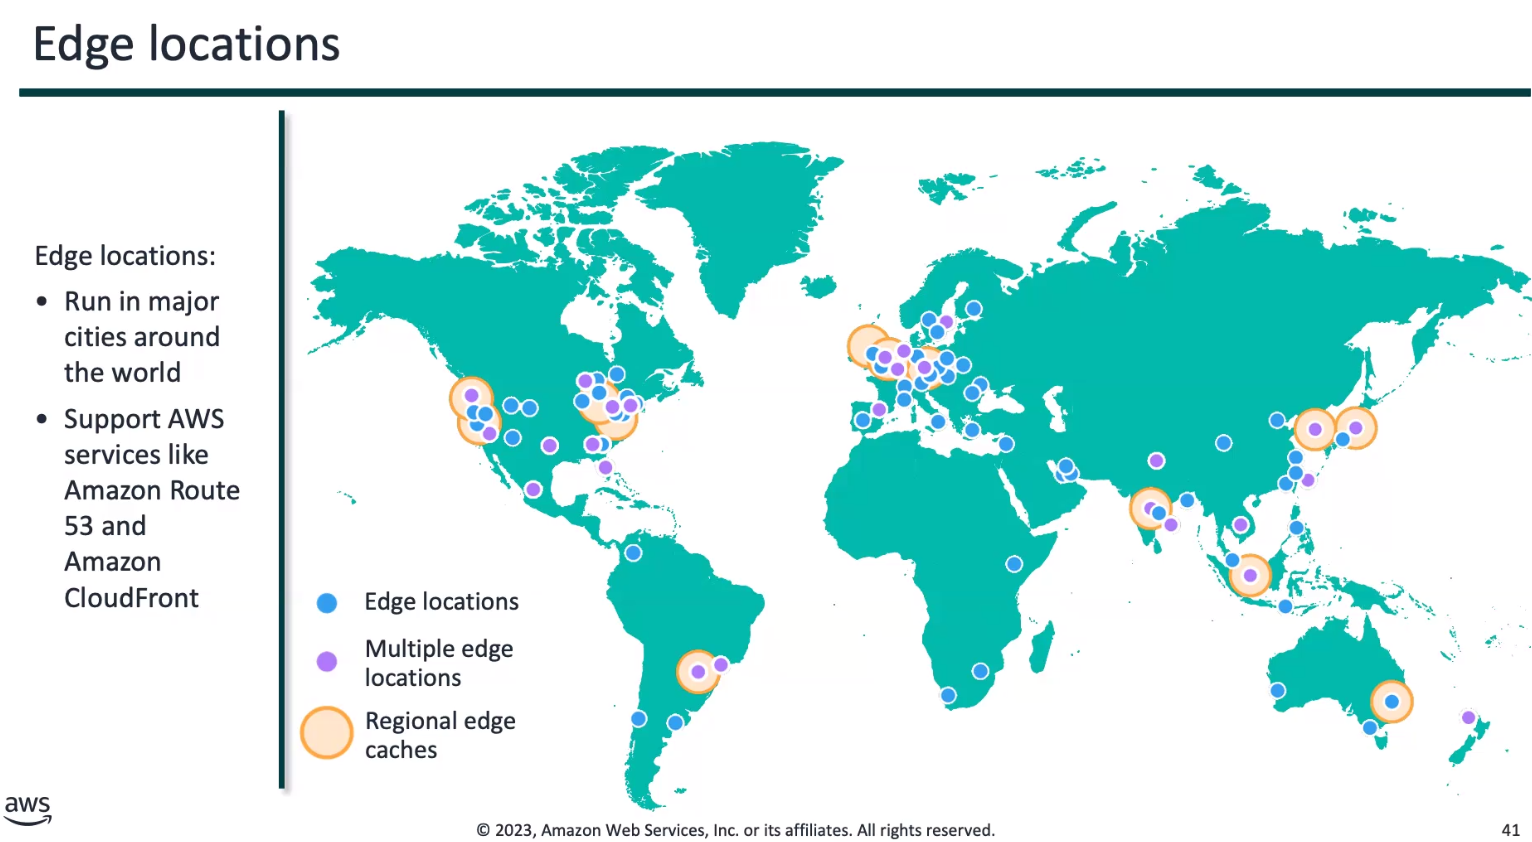 Edge locations
Edge locations:
• Run in major
cities around
the world
• Support AWS
services like
Amazon Route
53 and
Amazon
CloudFront
Edge locations
Multiple edge
locations
Regional edge
caches
aws
© 2023, Amazon Web Services, Inc. or its affiliates. All rights reserved.
41